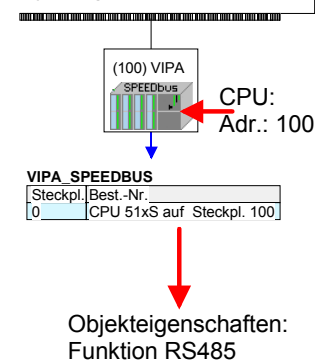 (100) VIPA
SPEEDbus
CPU:
Adr.: 100
VIPA_SPEEDBUS
Steckpl. Best.-Nr.
0 CPU 51xS auf Steckpl. 100
Objekteigenschaften:
Funktion RS485